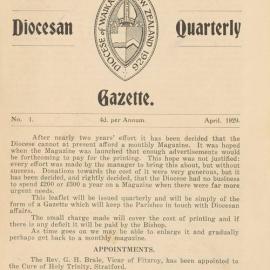 Diocesan Quarterly
DIOCESE OF WAIKATO NEW ZEALAND 1926
Gazette.
No. 1. 4d. per Annum. April, 1929.
After nearly two years' effort it has been decided that the
Diocese cannot at present afford a monthly Magazine. It was hoped
when the Magazine was launched that enough advertisements would
be forthcoming to pay for the printing. This hope was not justified:
every effort was made by the manager to bring this about, but without
success. Donations towards the cost of it were very generous, but it
has been decided, and rightly decided, that the Diocese had no business
to spend £200 or £300 a year on a Magazine when there were far more
urgent needs.
This leaflet will be issued quarterly and will be simply of the
form of a Gazette which will keep the Parishes in touch with Diocesan
affairs.
The small charge made will cover the cost of printing and if
there is any deficit it will be paid by the Bishop.
As time goes on we may be able to enlarge it and gradually
perhaps get back to a monthly magazine.
APPOINTMENTS.
The Rev. G. H. Brale, Vicar of Fitzroy, has been appointed to
the Cure of Holy Trinity, Stratford.